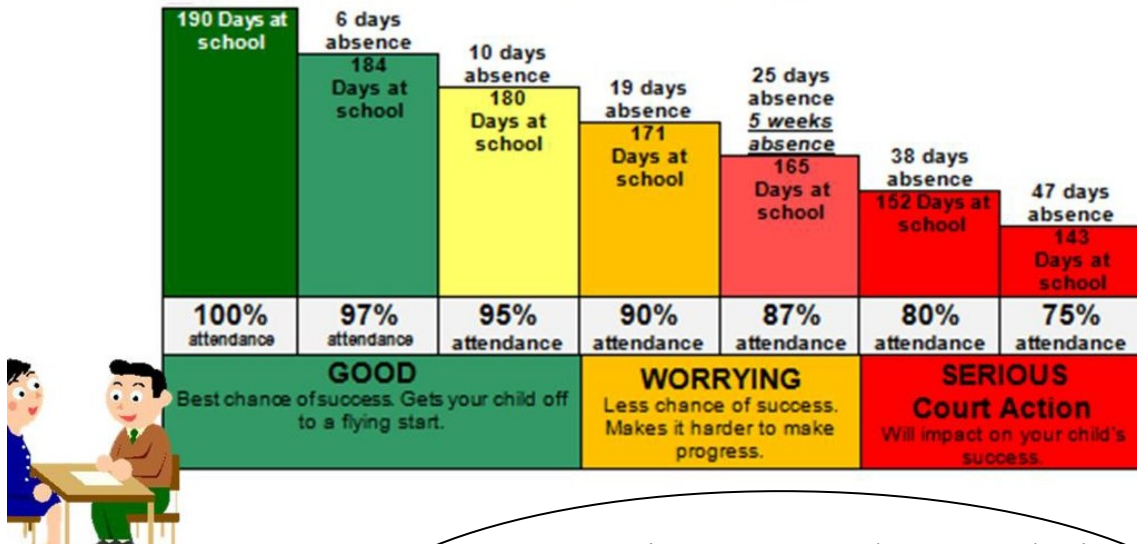 190 Days at
school
6 days
absence
184
Days at
school
10 days
absence
180
Days at
school
19 days
absence
171
Days at
school
25 days
absence
5 weeks
absence
165
Days at
school
38 days
absence
152 Days at
school
47 days
absence
143
Days at
school
100%
attendance
97%
attendance
95%
attendance
90%
attendance
87%
attendance
80%
attendance
75%
attendance
GOOD
Best chance of success. Gets your child off
to a flying start.
WORRYING
Less chance of success.
Makes it harder to make
progress.
SERIOUS
Court Action
Will impact on your child's
success.